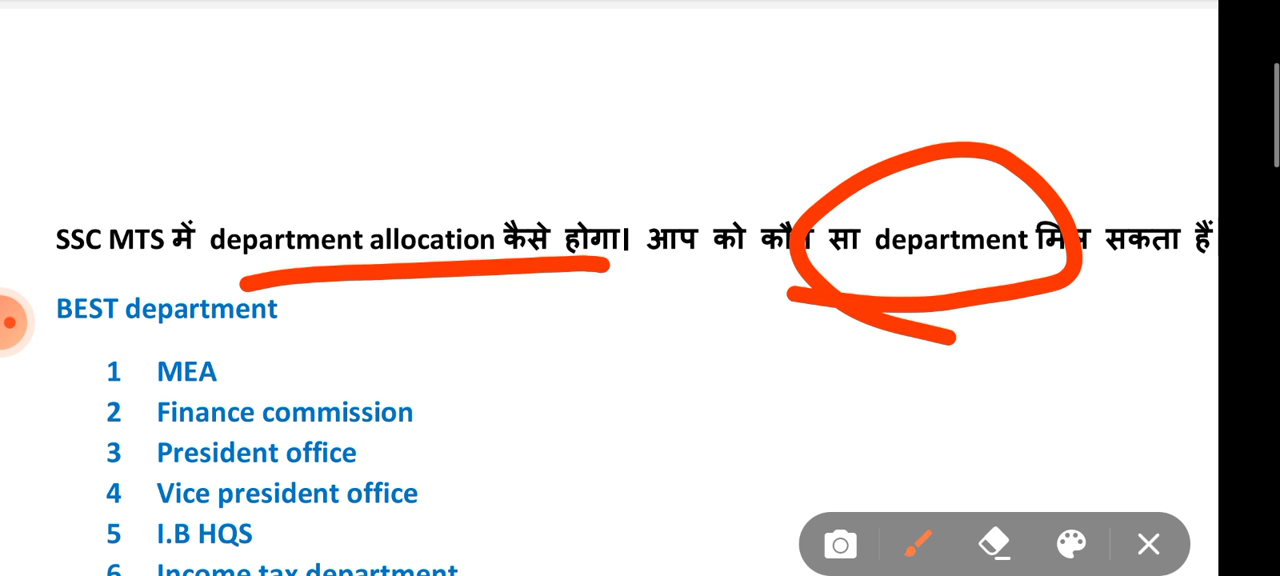 SSC MTS में department allocation कैसे होगा। आप को कौन सा department मिल सकता हैं
BEST department
1 MEA
2 Finance commission
3 President office
4 Vice president office
5 I.B HQS
6 Income tax department